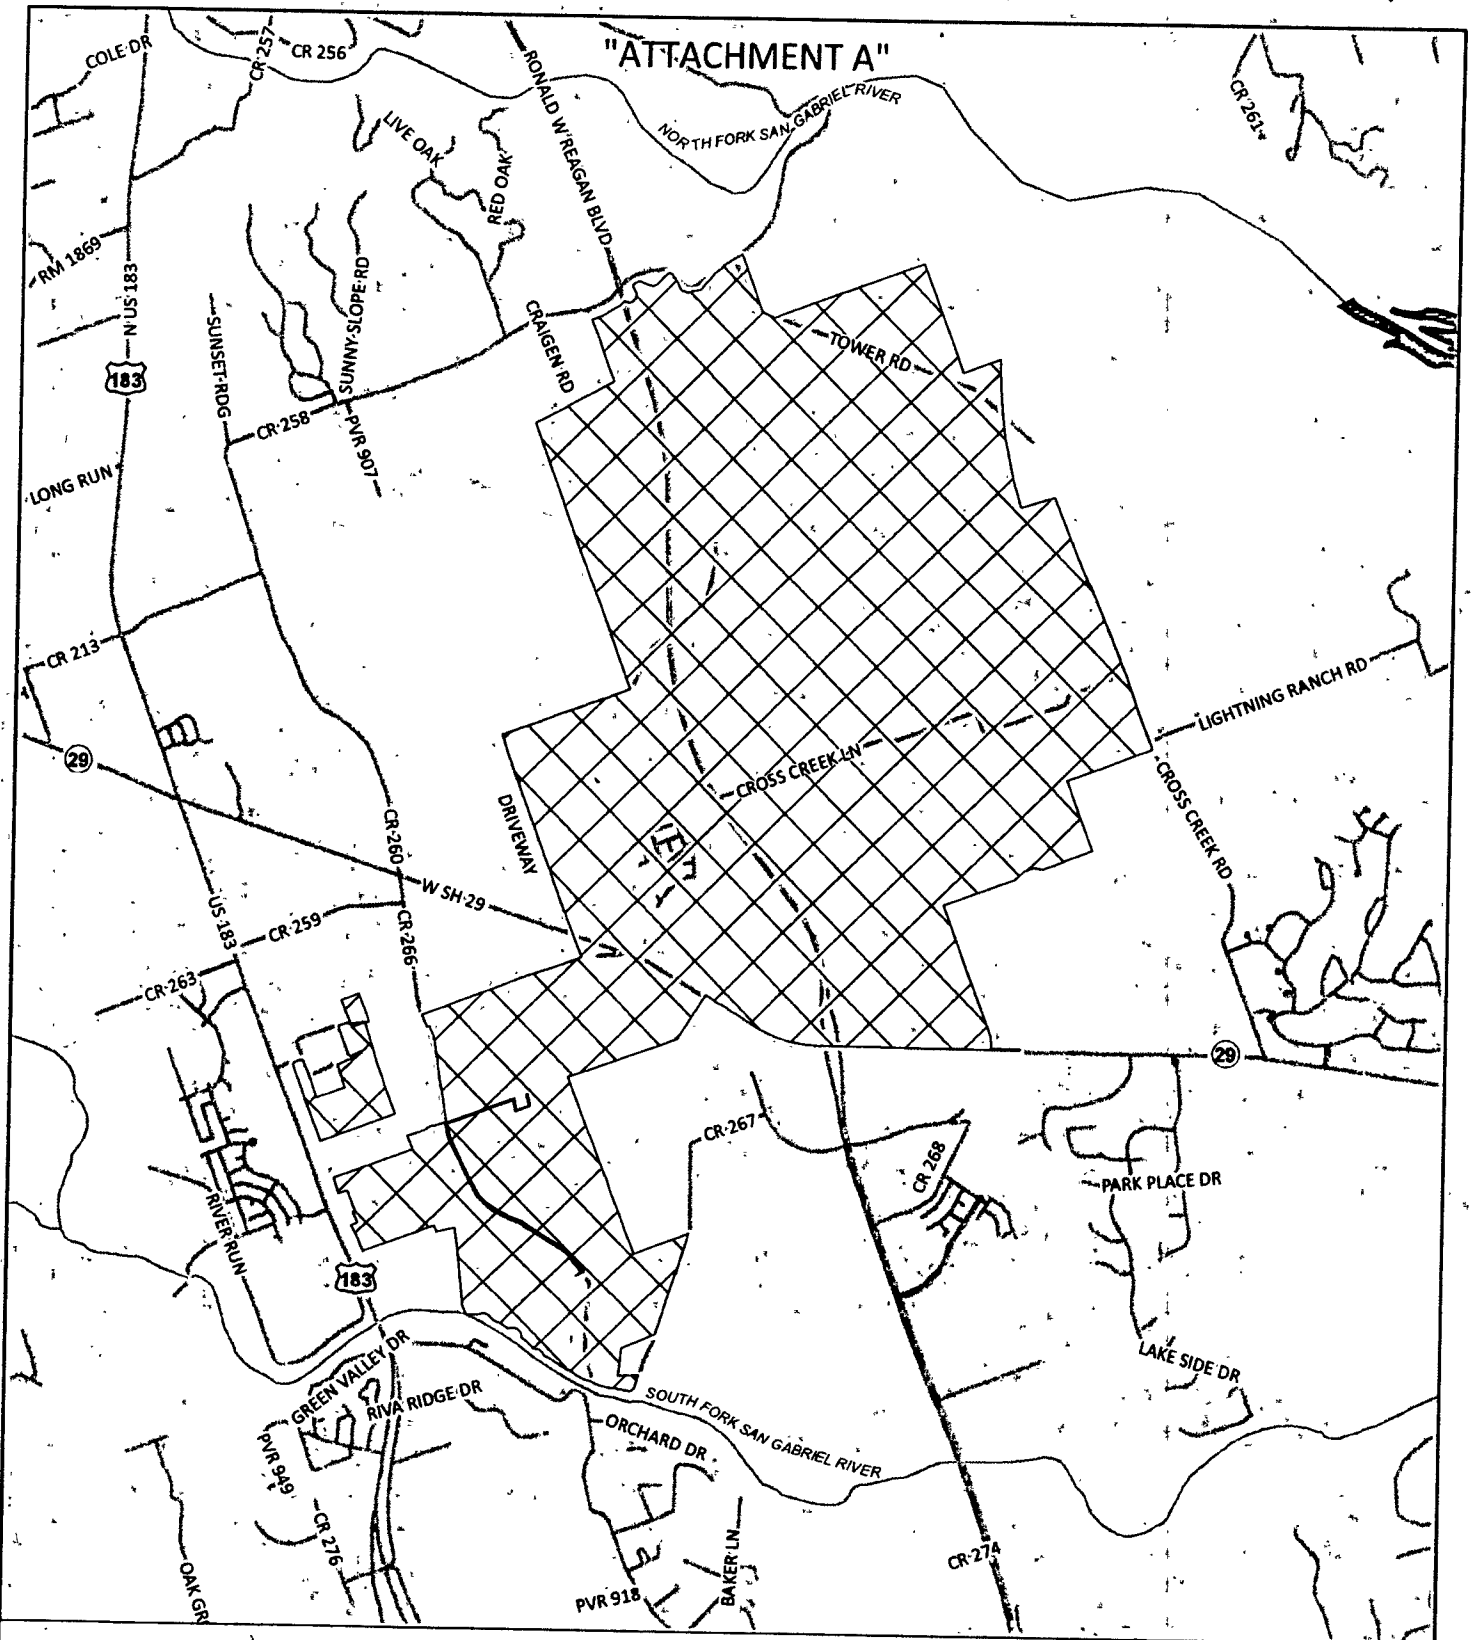 "ATTACHMENT A"
COLE DR
CR 257
CR 256
RONALD W REAGAN BLVD
NORTH FORK SAN GABRIEL RIVER
CR 261
LIVE OAK
RED OAK
RM 1869
N US 183
183
SUNSET RDG
SUNNY SLOPE RD
CRAIGEN RD
TOWER RD
CR 258
PVR 907
LONG RUN
CR 213
29
LIGHTNING RANCH RD
CROSS CREEK LN
CROSS CREEK RD
DRIVEWAY
CR 260
W SH 29
US 183
CR 259
CR 266
CR 263
29
CR 267
CR 268
PARK PLACE DR
RIVER RUN
183
GREEN VALLEY DR
RIVA RIDGE DR
LAKE SIDE DR
SOUTH FORK SAN GABRIEL RIVER
ORCHARD DR
PVR 949
CR 276
OAK GR
PVR 918
BAKER LN
CR 274